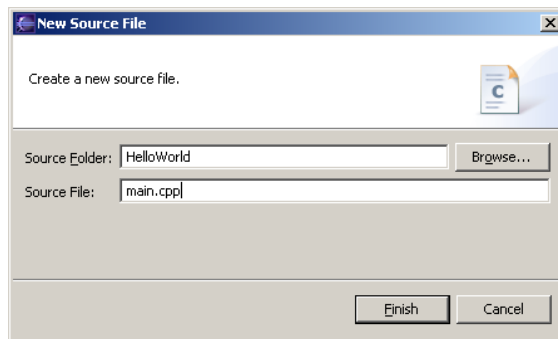 New Source File
Create a new source file.
C
Source Folder: HelloWorld Browse...
Source File: main.cpp
Finish Cancel